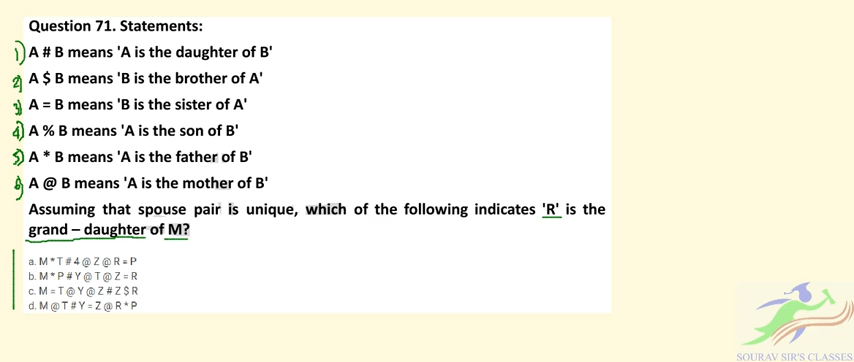 Question 71. Statements:
1) A # B means 'A is the daughter of B'
2) A $ B means 'B is the brother of A'
3) A = B means 'B is the sister of A'
4) A % B means 'A is the son of B'
5) A * B means 'A is the father of B'
6) A @ B means 'A is the mother of B'
Assuming that spouse pair is unique, which of the following indicates 'R' is the
grand – daughter of M?
a. M * T # 4 @ Z @ R = P
b. M * P # Y @ T @ Z = R
c. M = T @ Y @ Z # Z $ R
d. M @ T # Y = Z @ R * P
SOURAV SIR'S CLASSES